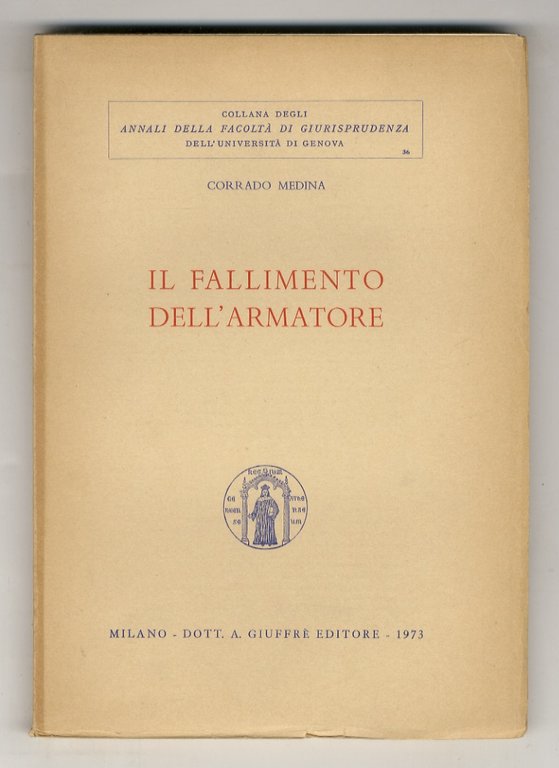 COLLANA DEGLI
ANNALI DELLA FACOLTÀ DI GIURISPRUDENZA
DELL'UNIVERSITÀ DI GENOVA
36
CORRADO MEDINA
IL FALLIMENTO
DELL'ARMATORE
MILANO - DOTT. A. GIUFFRÈ EDITORE - 1973